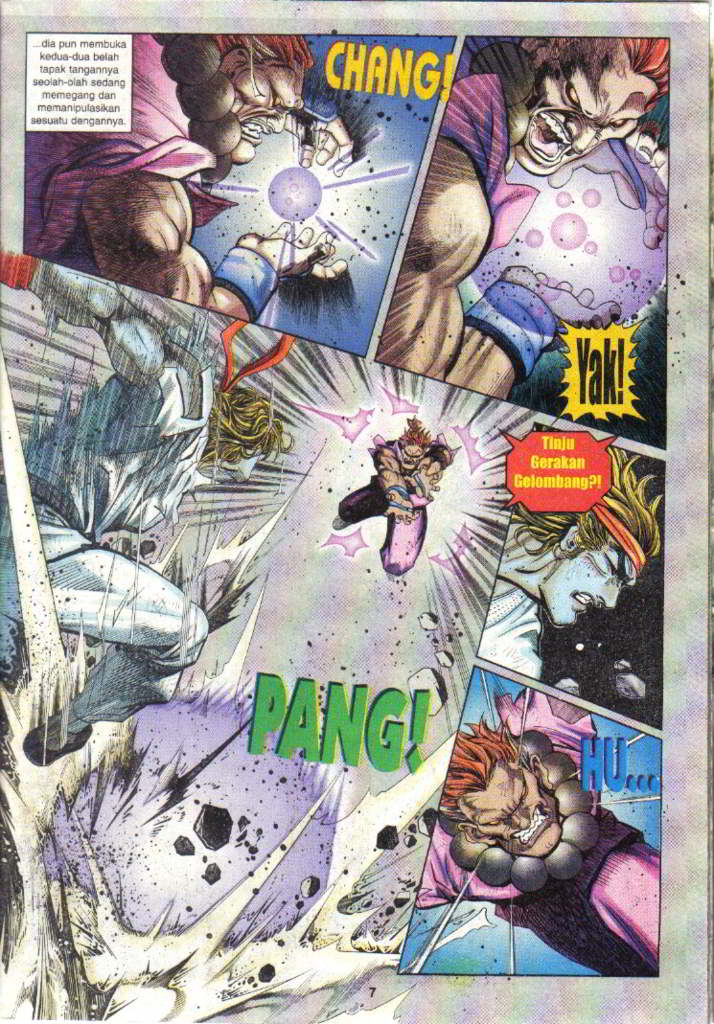 ...dia pun membuka
kedua-dua belah
tapak tangannya
seolah-olah sedang
memegang dan
memanipulasikan
sesuatu dengannya.
CHANG!
Yak!
Tinju
Gerakan
Gelombang?!
PANG!
HU...
7